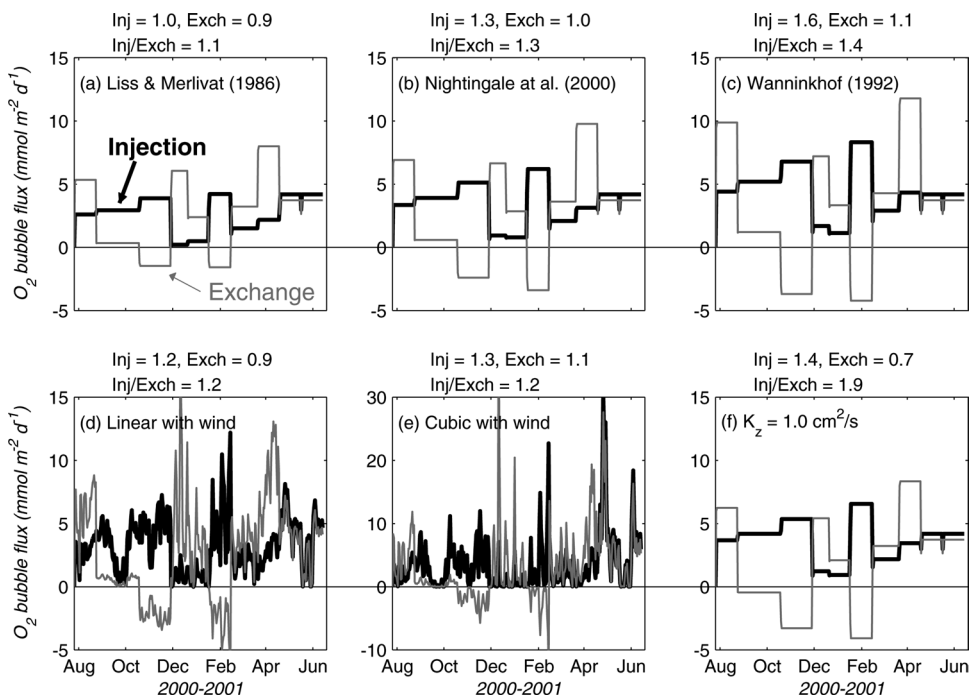 Inj = 1.0, Exch = 0.9
Inj/Exch = 1.1
Inj = 1.3, Exch = 1.0
Inj/Exch = 1.3
Inj = 1.6, Exch = 1.1
Inj/Exch = 1.4
O2 bubble flux (mmol m-2 d-1)
15
10
5
0
-5
(a) Liss & Merlivat (1986)
Injection
Exchange
15
10
5
0
-5
(b) Nightingale at al. (2000)
15
10
5
0
-5
(c) Wanninkhof (1992)
Inj = 1.2, Exch = 0.9
Inj/Exch = 1.2
Inj = 1.3, Exch = 1.1
Inj/Exch = 1.2
Inj = 1.4, Exch = 0.7
Inj/Exch = 1.9
O2 bubble flux (mmol m-2 d-1)
15
10
5
0
-5
(d) Linear with wind
Aug Oct Dec Feb Apr Jun
2000-2001
30
20
10
0
-10
(e) Cubic with wind
Aug Oct Dec Feb Apr Jun
2000-2001
15
10
5
0
-5
(f) Kz = 1.0 cm2/s
Aug Oct Dec Feb Apr Jun
2000-2001